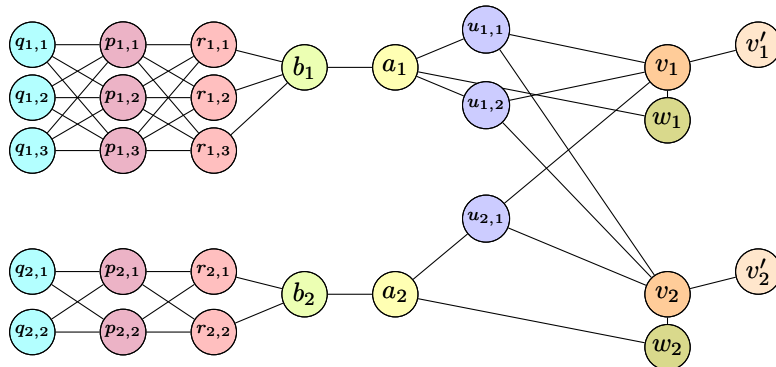 q1,1 p1,1 r1,1 u1,1 v′1
b1 a1 v1
q1,2 p1,2 r1,2 u1,2 w1
q1,3 p1,3 r1,3
u2,1
q2,1 p2,1 r2,1 v′2
b2 a2 v2
q2,2 p2,2 r2,2 w2